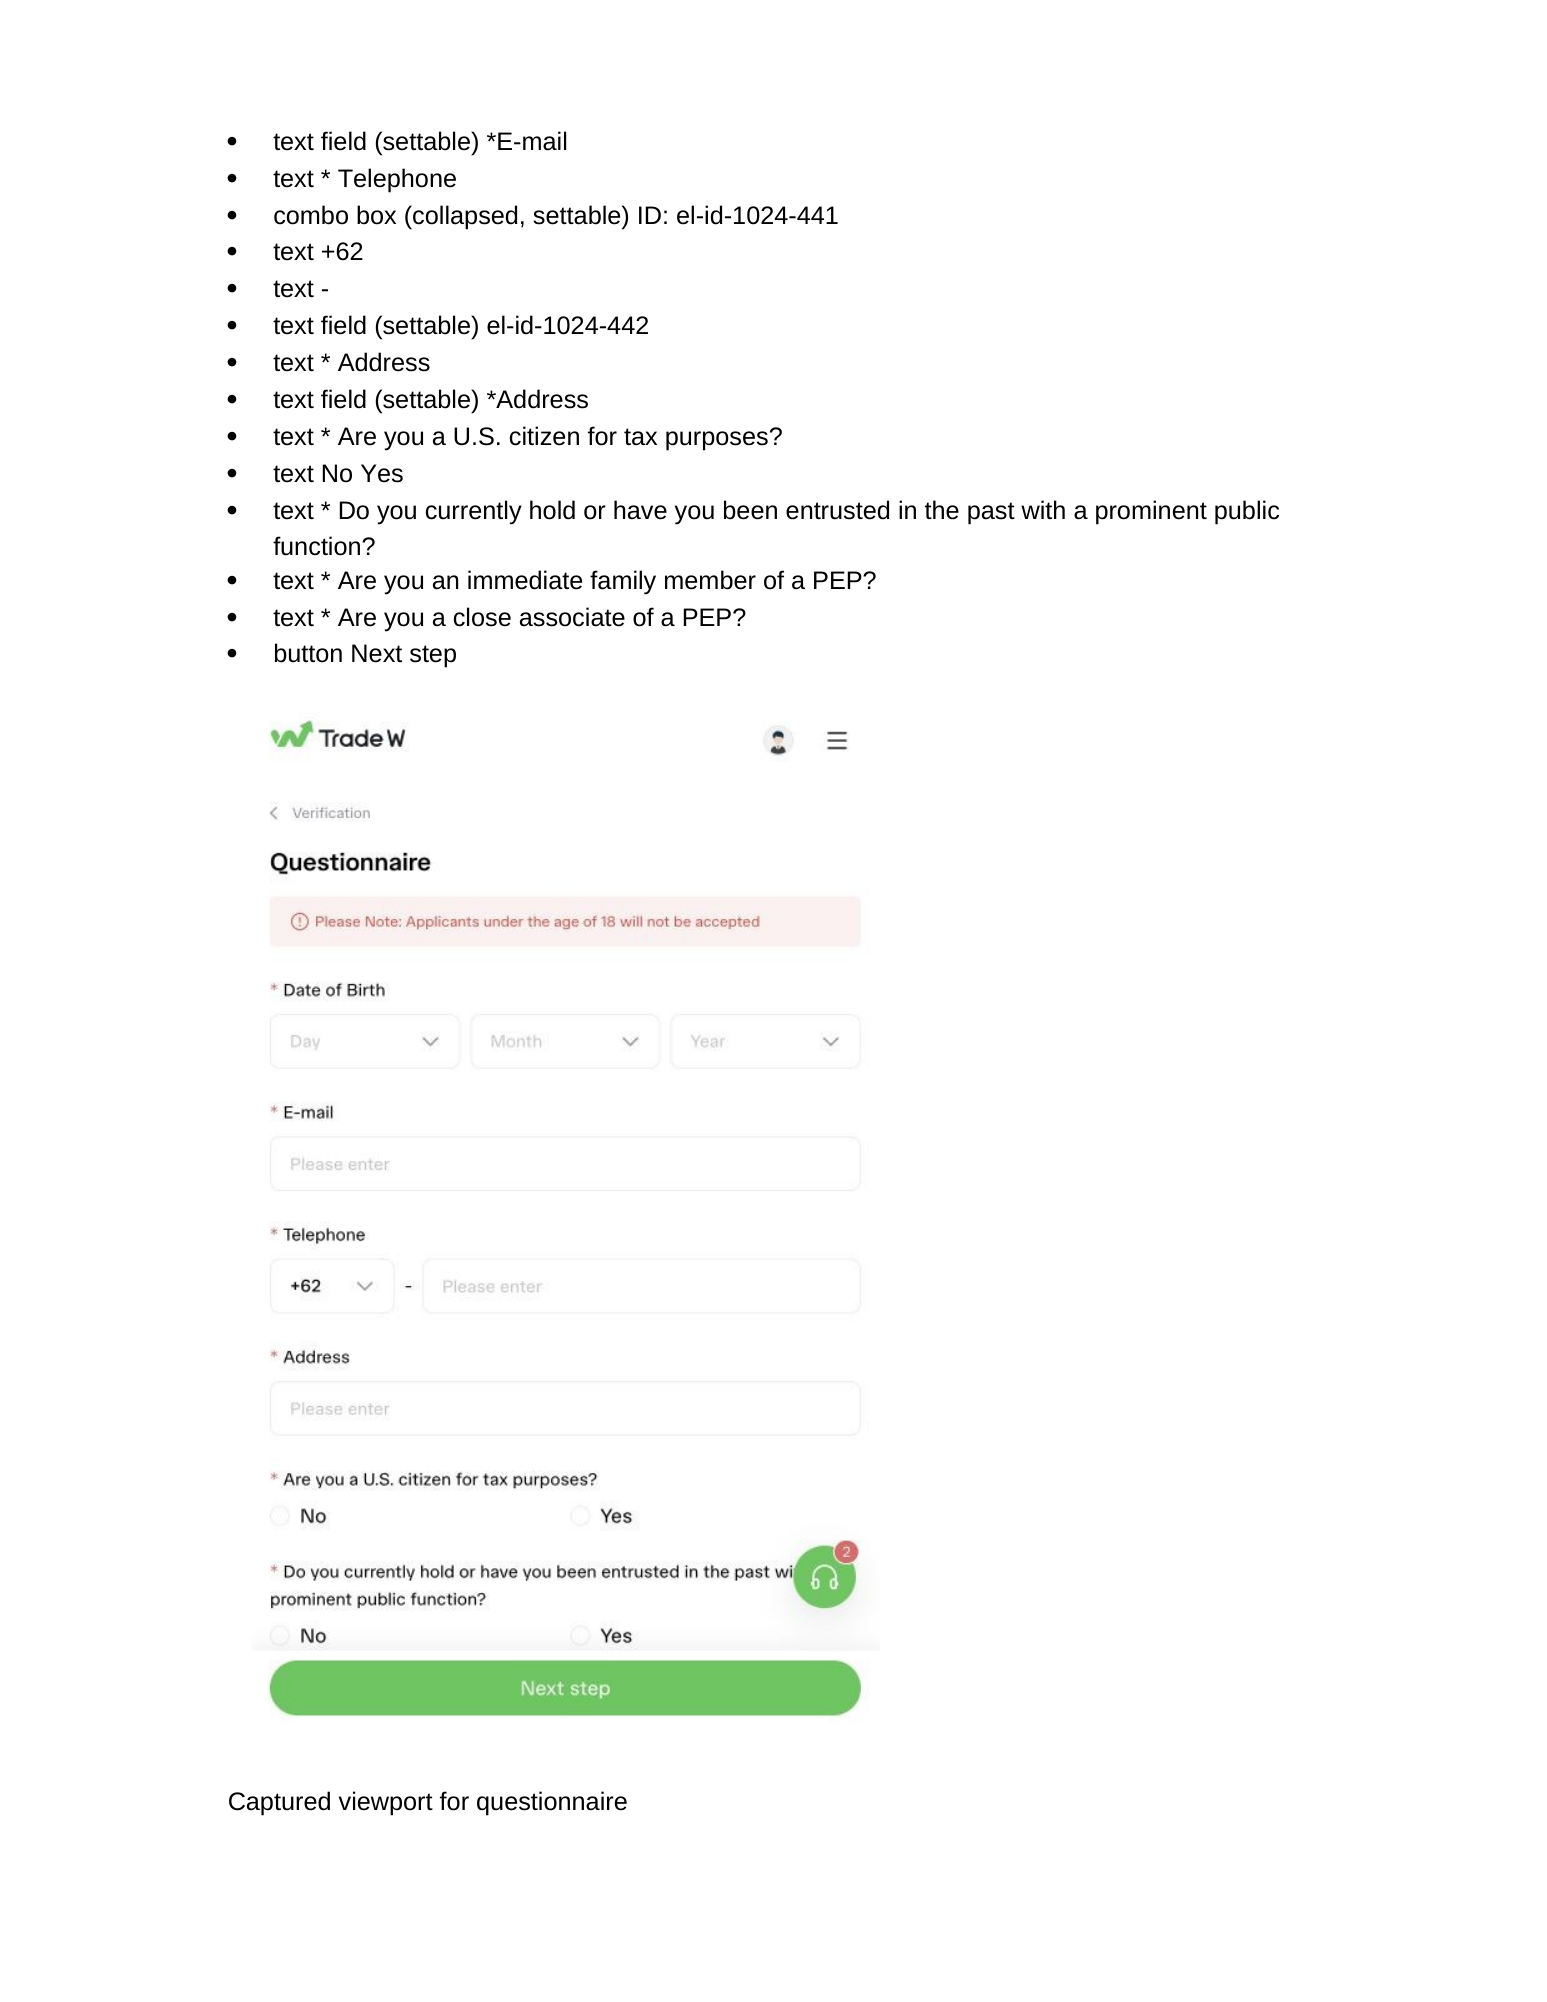 • text field (settable) *E-mail
• text * Telephone
• combo box (collapsed, settable) ID: el-id-1024-441
• text +62
• text -
• text field (settable) el-id-1024-442
• text * Address
• text field (settable) *Address
• text * Are you a U.S. citizen for tax purposes?
• text No Yes
• text * Do you currently hold or have you been entrusted in the past with a prominent public
function?
• text * Are you an immediate family member of a PEP?
• text * Are you a close associate of a PEP?
• button Next step
Trade W
Verification
Questionnaire
Please Note: Applicants under the age of 18 will not be accepted
* Date of Birth
Day Month Year
* E-mail
Please enter
* Telephone
+62 - Please enter
* Address
Please enter
* Are you a U.S. citizen for tax purposes?
No Yes
2
* Do you currently hold or have you been entrusted in the past wi
prominent public function?
No Yes
Next step
Captured viewport for questionnaire